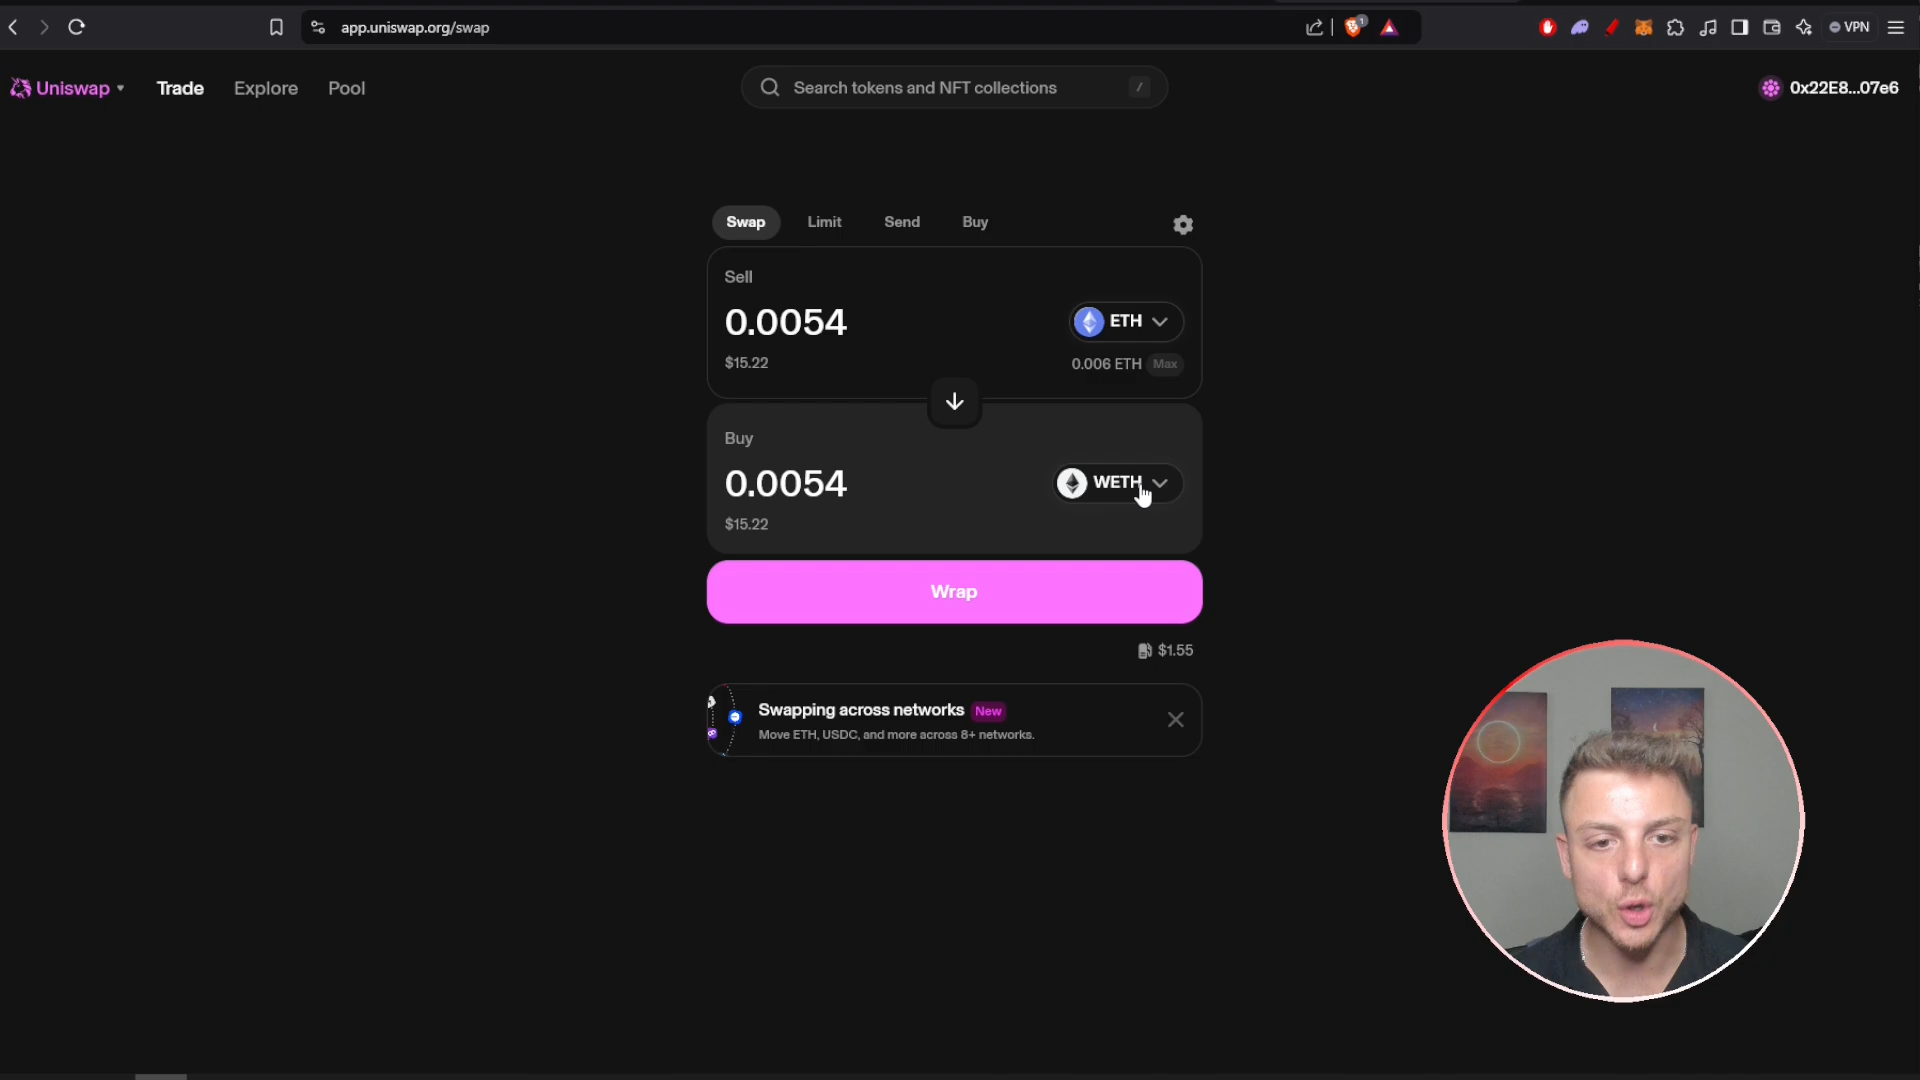 app.uniswap.org/swap
1
VPN
Uniswap
Trade
Explore
Pool
Search tokens and NFT collections
/
0x22E8...07e6
Swap
Limit
Send
Buy
Sell
0.0054
ETH
$15.22
0.006 ETH
Max
Buy
0.0054
WETH
$15.22
Wrap
$1.55
Swapping across networks
New
Move ETH, USDC, and more across 8+ networks.